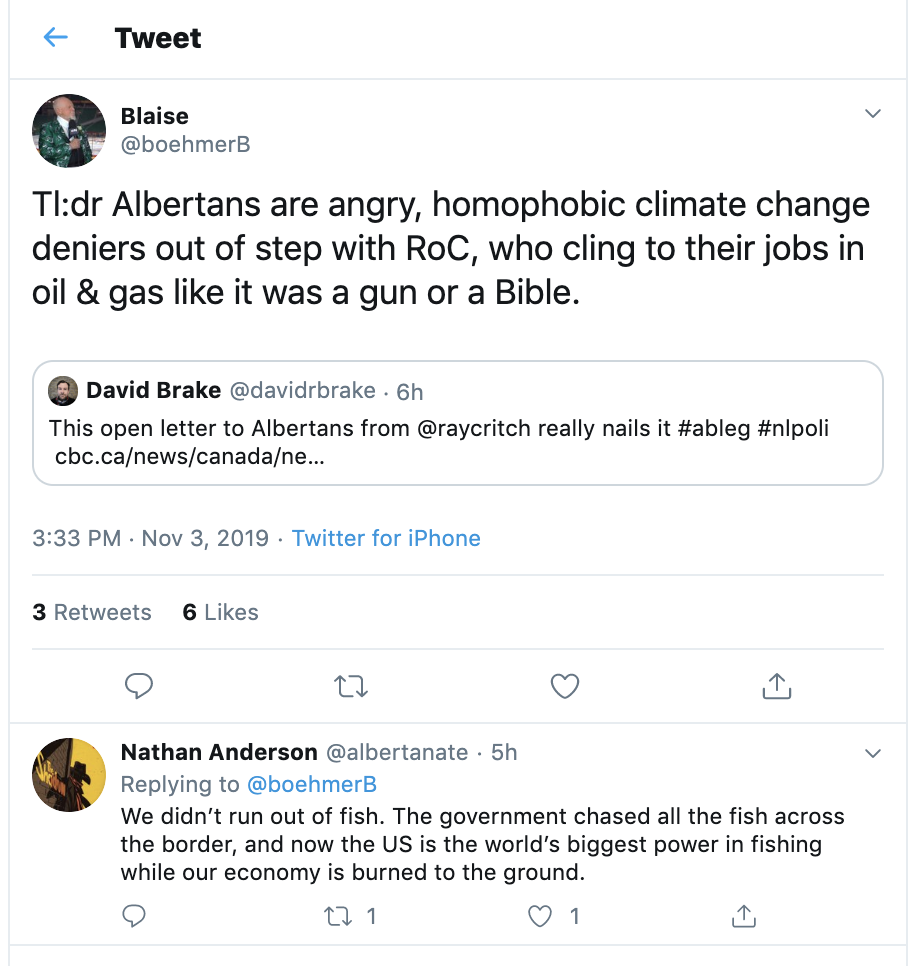 Tweet
Blaise
@boehmerB
Tl:dr Albertans are angry, homophobic climate change
deniers out of step with RoC, who cling to their jobs in
oil & gas like it was a gun or a Bible.
David Brake @davidrbrake · 6h
This open letter to Albertans from @raycritch really nails it #ableg #nlpoli
cbc.ca/news/canada/ne...
3:33 PM · Nov 3, 2019 · Twitter for iPhone
3 Retweets 6 Likes
Nathan Anderson @albertanate · 5h
Replying to @boehmerB
We didn’t run out of fish. The government chased all the fish across
the border, and now the US is the world’s biggest power in fishing
while our economy is burned to the ground.
1 1